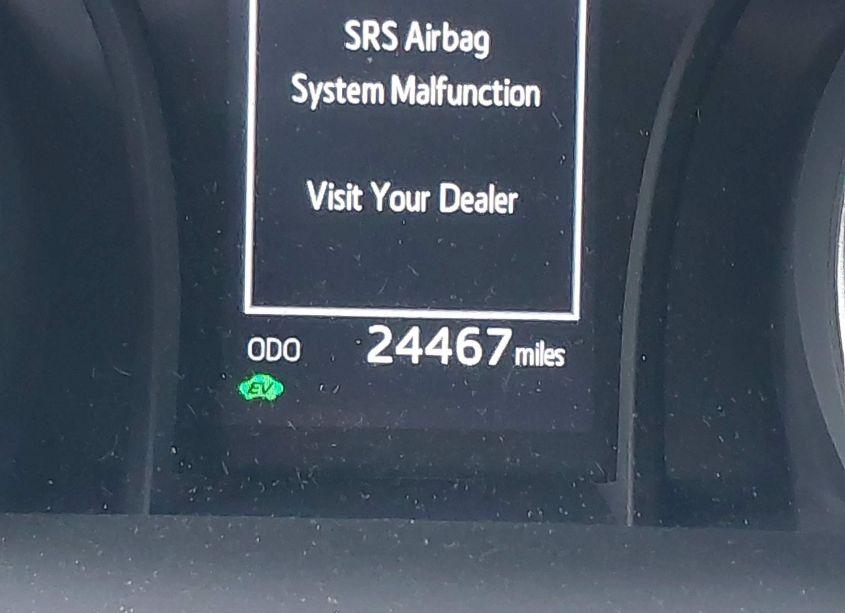 SRS Airbag
System Malfunction
Visit Your Dealer
ODO 24467 miles
EV